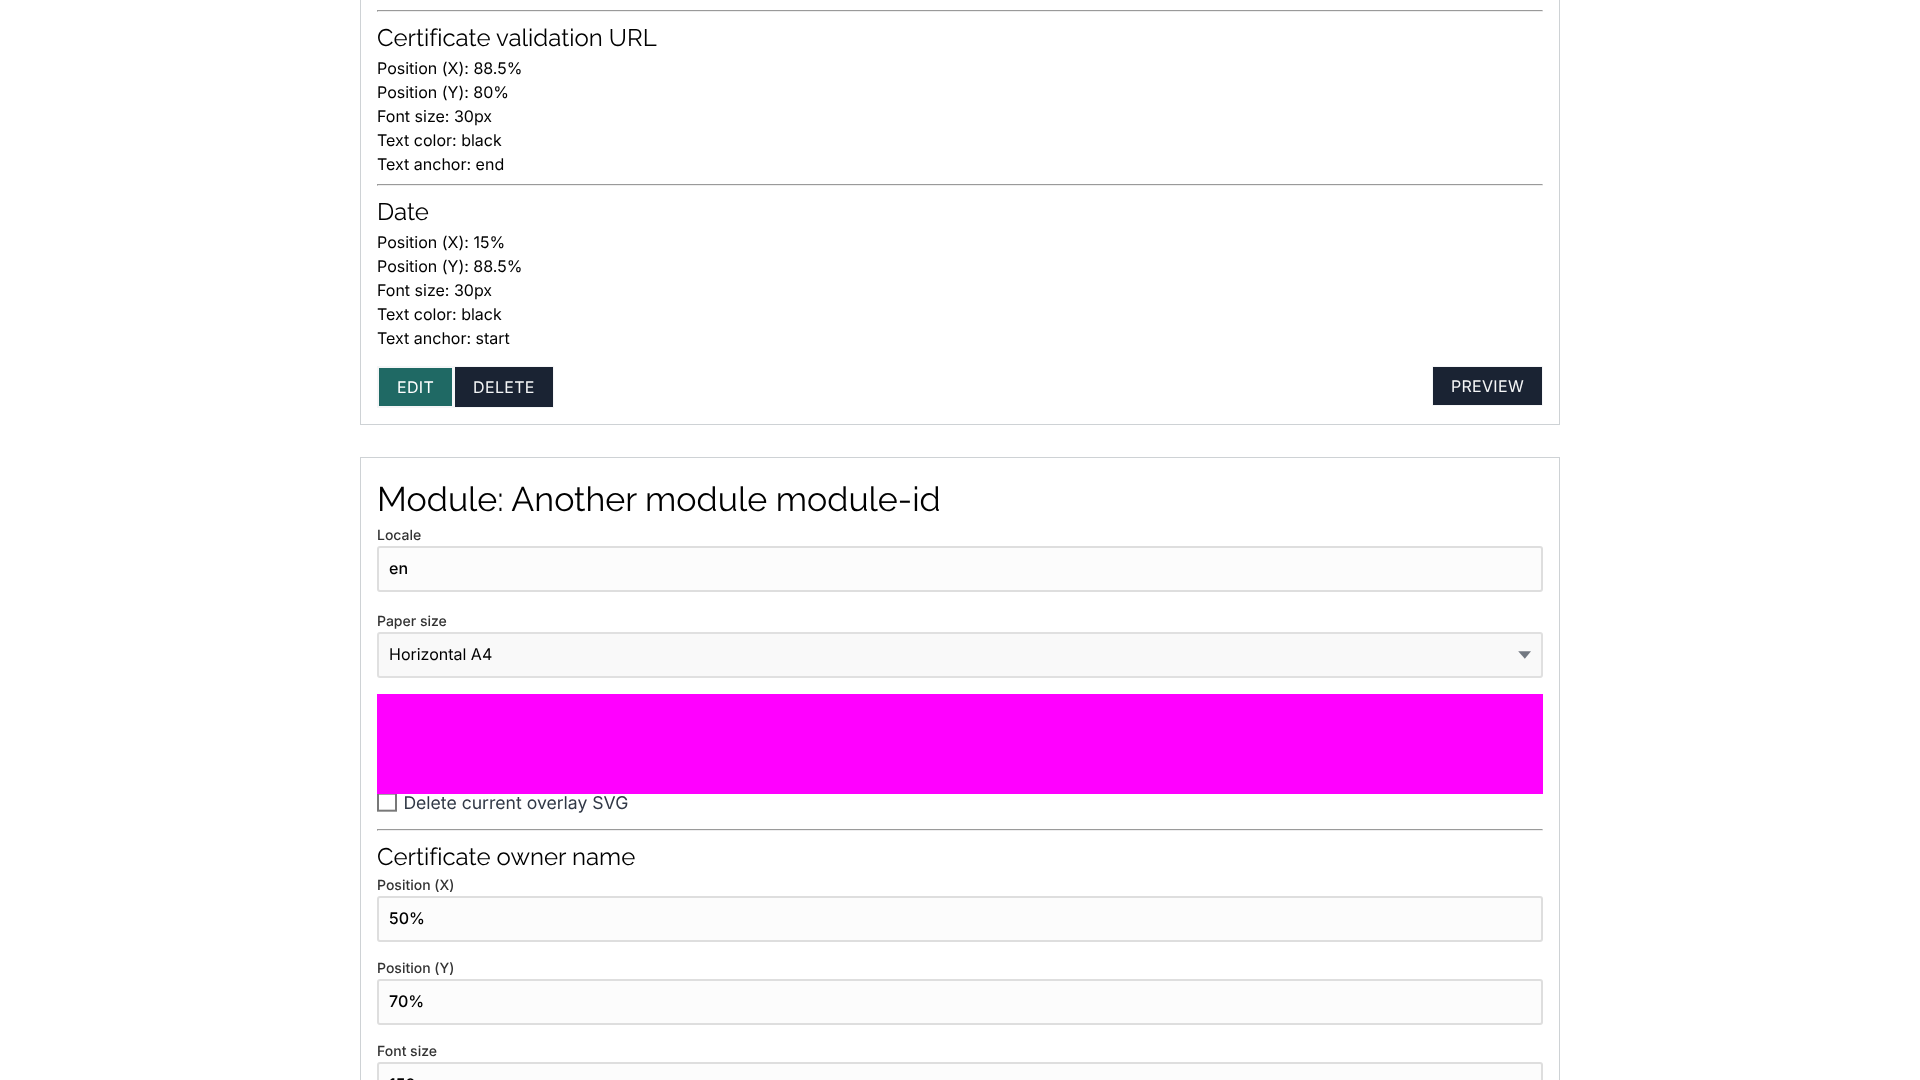 Certificate validation URL
Position (X): 88.5%
Position (Y): 80%
Font size: 30px
Text color: black
Text anchor: end
Date
Position (X): 15%
Position (Y): 88.5%
Font size: 30px
Text color: black
Text anchor: start
EDIT DELETE PREVIEW
Module: Another module module-id
Locale
en
Paper size
Horizontal A4
Delete current overlay SVG
Certificate owner name
Position (X)
50%
Position (Y)
70%
Font size